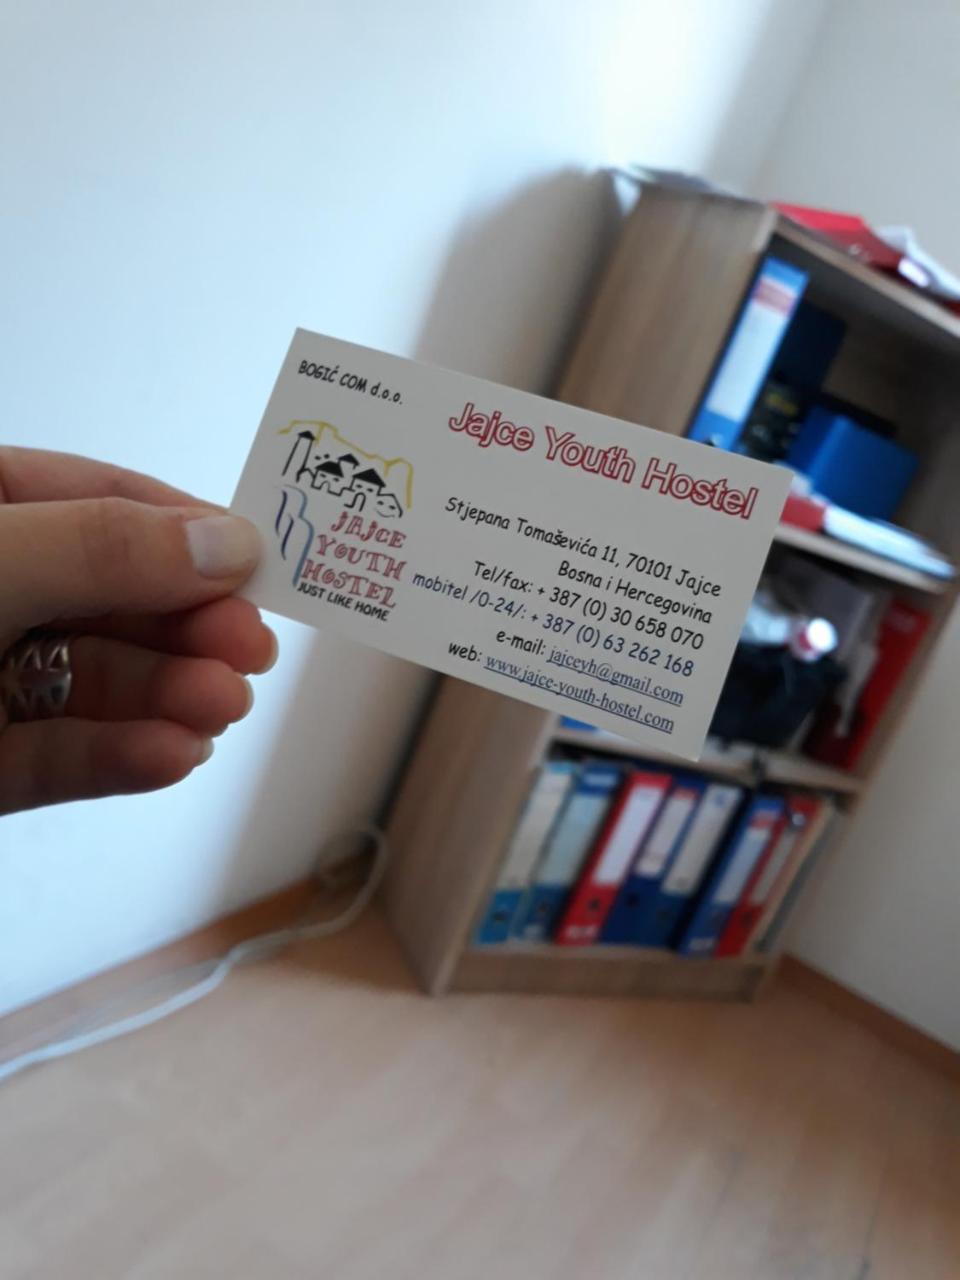 BOGIĆ COM d.o.o.
Jajce Youth Hostel
JAJCE
YOUTH
HOSTEL
JUST LIKE HOME
Stjepana Tomaševića 11, 70101 Jajce
Bosna i Hercegovina
Tel/fax: + 387 (0) 30 658 070
mobitel /0-24/: + 387 (0) 63 262 168
e-mail: jajceyh@gmail.com
web: www.jajce-youth-hostel.com